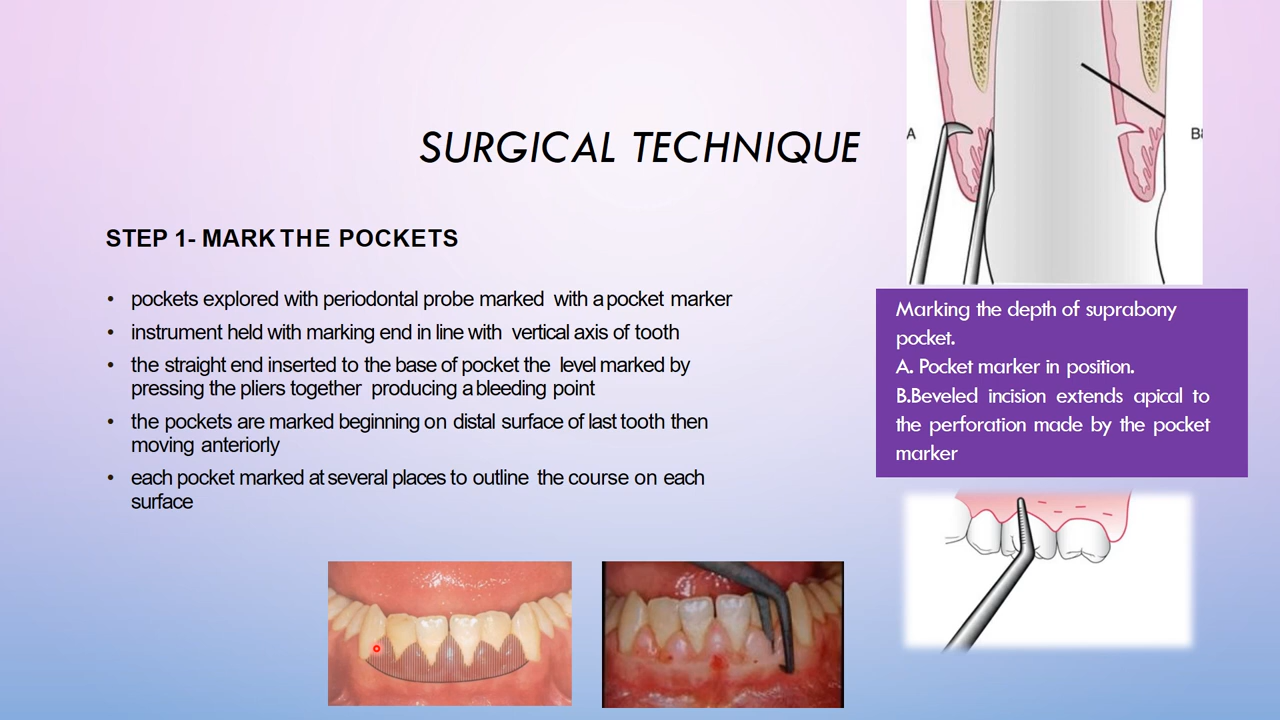 SURGICAL TECHNIQUE
STEP 1- MARK THE POCKETS
• pockets explored with periodontal probe marked with a pocket marker
• instrument held with marking end in line with vertical axis of tooth
• the straight end inserted to the base of pocket the level marked by
pressing the pliers together producing a bleeding point
• the pockets are marked beginning on distal surface of last tooth then
moving anteriorly
• each pocket marked at several places to outline the course on each
surface
A
B
Marking the depth of suprabony
pocket.
A. Pocket marker in position.
B.Beveled incision extends apical to
the perforation made by the pocket
marker